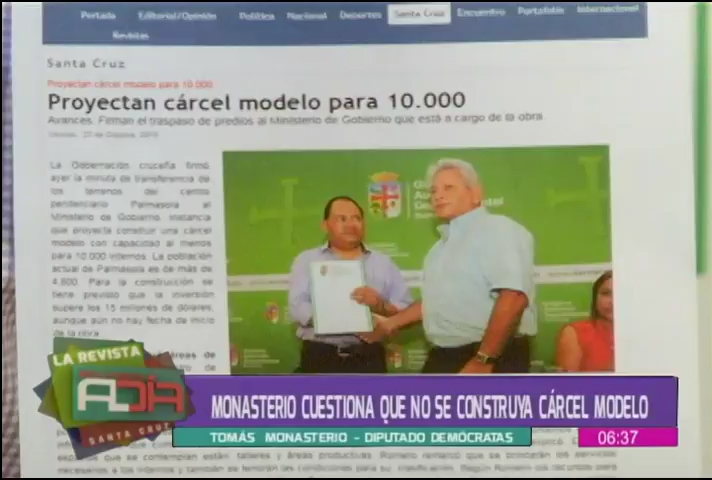 Portada Editorial/Opinión Política Nacional Deportes Santa Cruz Encuentro Portafolio Internacional
Revistas
Santa Cruz
Proyectan cárcel modelo para 10.000
Proyectan cárcel modelo para 10.000
Avances. Firman el traspaso de predios al Ministerio de Gobierno que está a cargo de la obra.
La Gobernación cruceña firmó
ayer la minuta de transferencia de
los terrenos del centro
penitenciario Palmasola al
Ministerio de Gobierno, instancia
que proyecta construir una cárcel
modelo con capacidad al menos
para 10.000 internos. La población
actual de Palmasola es de más de
4.800. Para la construcción se
tiene previsto que la inversión
supere los 15 millones de dólares,
aunque aún no hay fecha de inicio
de la obra.
áreas de
LA REVISTA
AL DÍA
SANTA CRUZ
MONASTERIO CUESTIONA QUE NO SE CONSTRUYA CÁRCEL MODELO
TOMÁS MONASTERIO - DIPUTADO DEMÓCRATAS
06:37